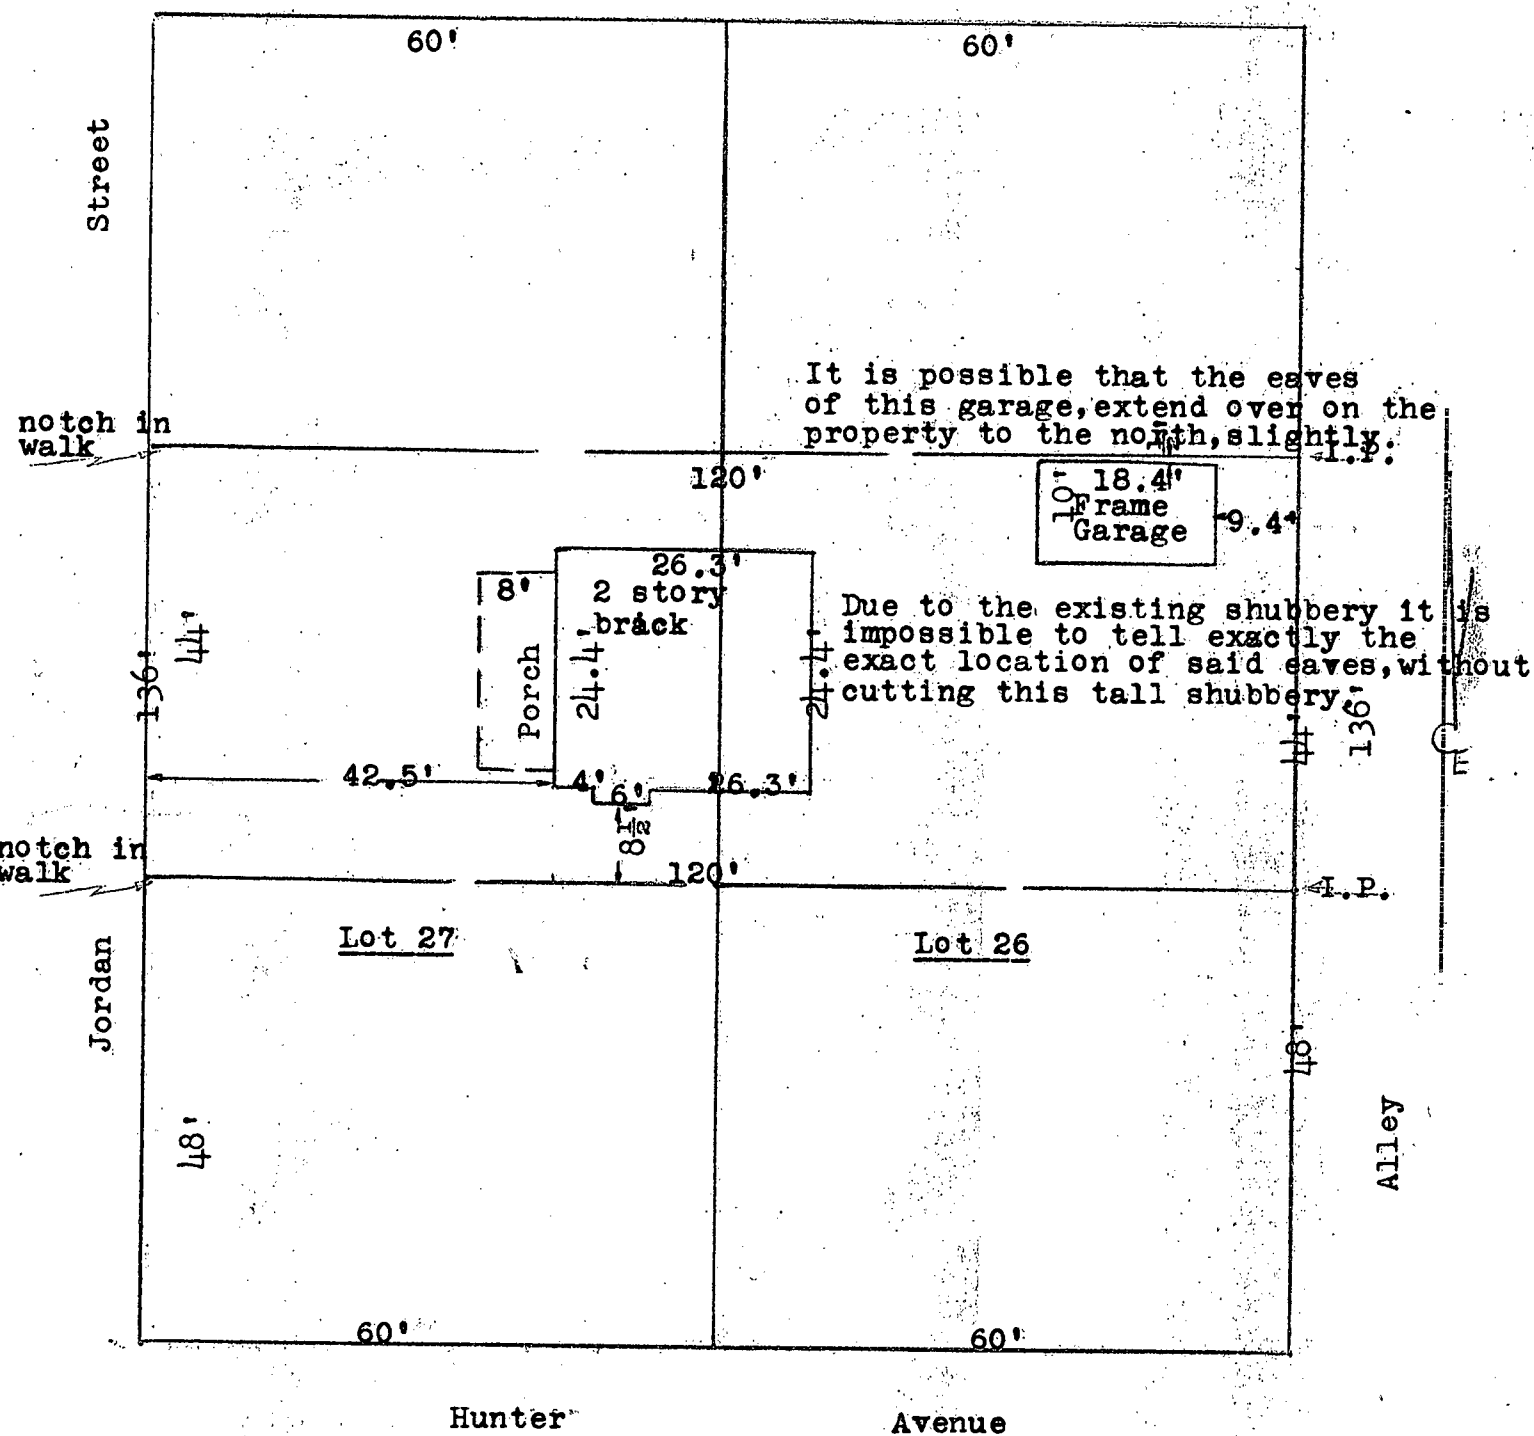 60'
60'
Street
It is possible that the eaves
of this garage,extend over on the
property to the north,slightly.
notch in
walk
I.P.
120'
18.4'
10'
Frame
Garage
9.4'
26.3'
8'
2 story
brick
Due to the existing shubbery it is
impossible to tell exactly the
exact location of said eaves,without
cutting this tall shubbery.
136'
44'
Porch
24.4'
24.4'
44'
136'
42.5'
4'
6'
26.3'
8½'
notch in
walk
120'
I.P.
Lot 27
Lot 26
Jordan
48'
48'
Alley
60'
60'
Hunter
Avenue